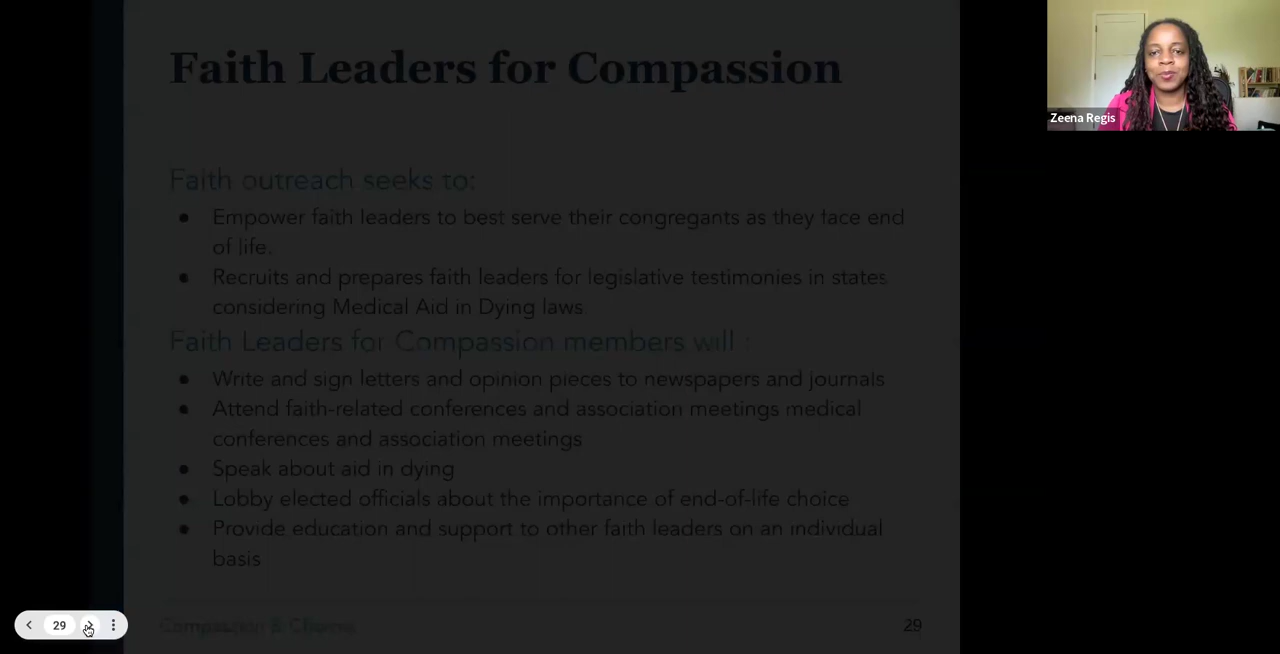 Faith Leaders for Compassion
Zeena Regis
Faith outreach seeks to:
● Empower faith leaders to best serve their congregants as they face end
of life.
● Recruits and prepares faith leaders for legislative testimonies in states
considering Medical Aid in Dying laws.
Faith Leaders for Compassion members will :
● Write and sign letters and opinion pieces to newspapers and journals
● Attend faith-related conferences and association meetings medical
conferences and association meetings
● Speak about aid in dying
● Lobby elected officials about the importance of end-of-life choice
● Provide education and support to other faith leaders on an individual
basis
29
Compassion & Choices
29